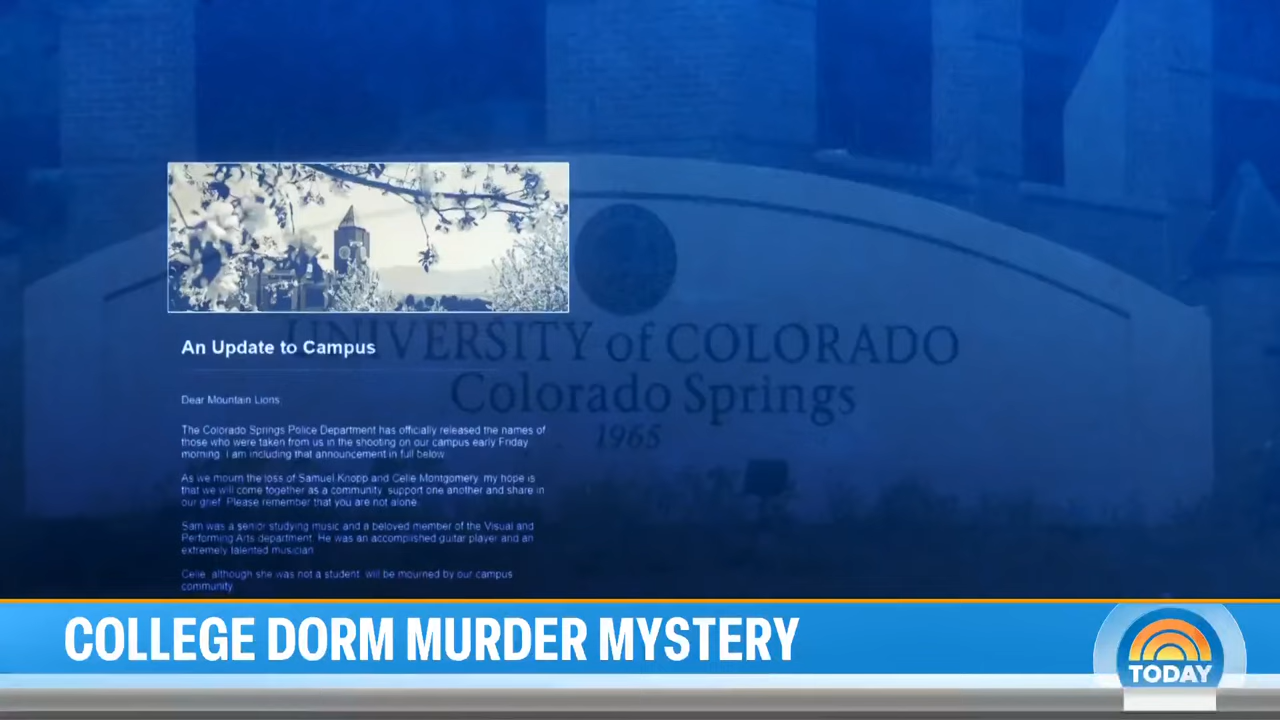 UNIVERSITY of COLORADO
Colorado Springs
1965
An Update to Campus
Dear Mountain Lions,
The Colorado Springs Police Department has officially released the names of
those who were taken from us in the shooting on our campus early Friday
morning. I am including that announcement in full below.
As we mourn the loss of Samuel Knopp and Celie Montgomery, my hope is
that we will come together as a community, support one another and share in
our grief. Please remember that you are not alone.
Sam was a senior studying music and a beloved member of the Visual and
Performing Arts department. He was an accomplished guitar player and an
extremely talented musician.
Celie, although she was not a student, will be mourned by our campus
community.
COLLEGE DORM MURDER MYSTERY
TODAY